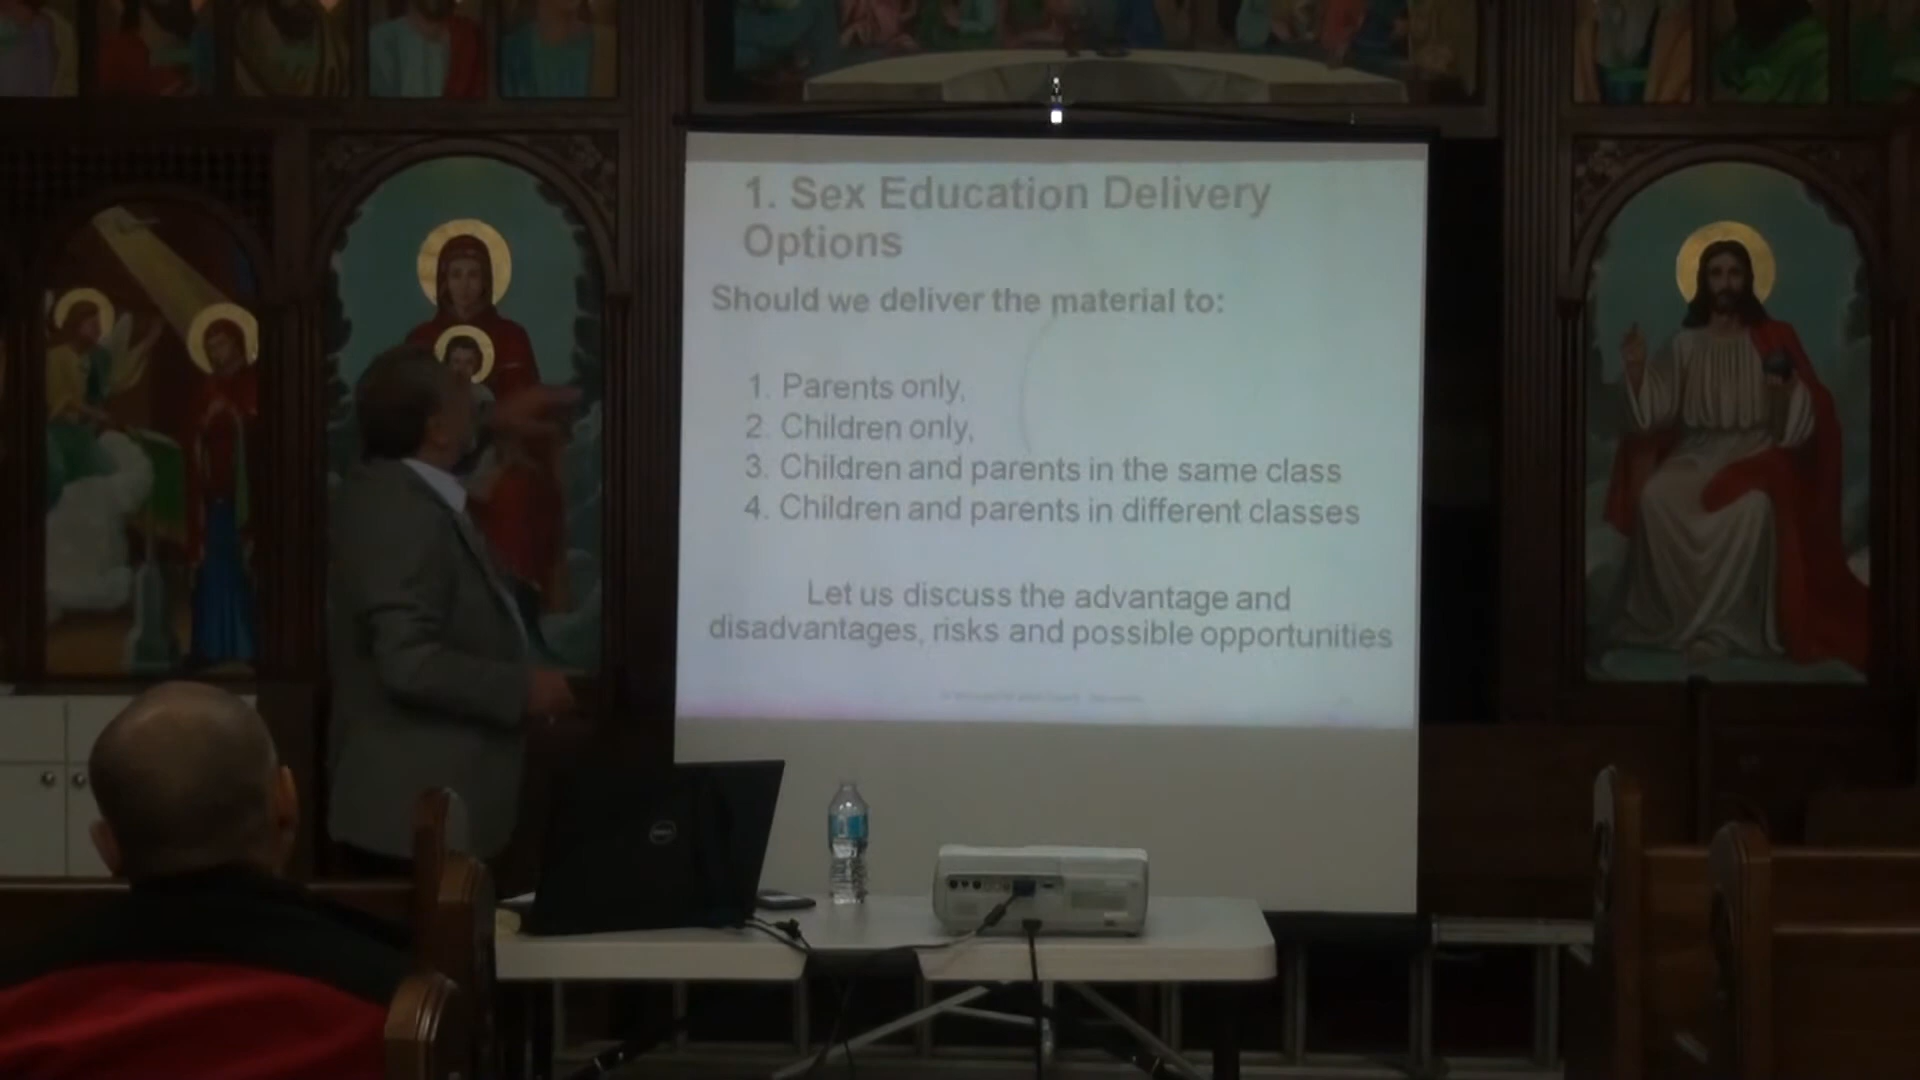 1. Sex Education Delivery
Options
Should we deliver the material to:
1. Parents only,
2. Children only,
3. Children and parents in the same class
4. Children and parents in different classes
Let us discuss the advantage and
disadvantages, risks and possible opportunities
DELL